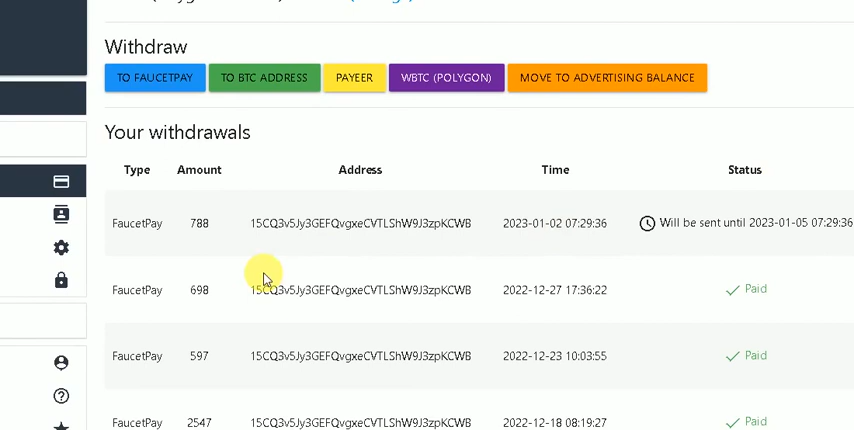 Withdraw
TO FAUCETPAY TO BTC ADDRESS PAYEER WBTC (POLYGON) MOVE TO ADVERTISING BALANCE
Your withdrawals
Type Amount Address Time Status
FaucetPay 788 15CQ3v5Jy3GEFQvgxeCVTLShW9J3zpKCWB 2023-01-02 07:29:36 Will be sent until 2023-01-05 07:29:36
FaucetPay 698 15CQ3v5Jy3GEFQvgxeCVTLShW9J3zpKCWB 2022-12-27 17:36:22 Paid
FaucetPay 597 15CQ3v5Jy3GEFQvgxeCVTLShW9J3zpKCWB 2022-12-23 10:03:55 Paid
FaucetPay 2547 15CQ3v5Jy3GEFQvgxeCVTLShW9J3zpKCWB 2022-12-18 08:19:27 Paid